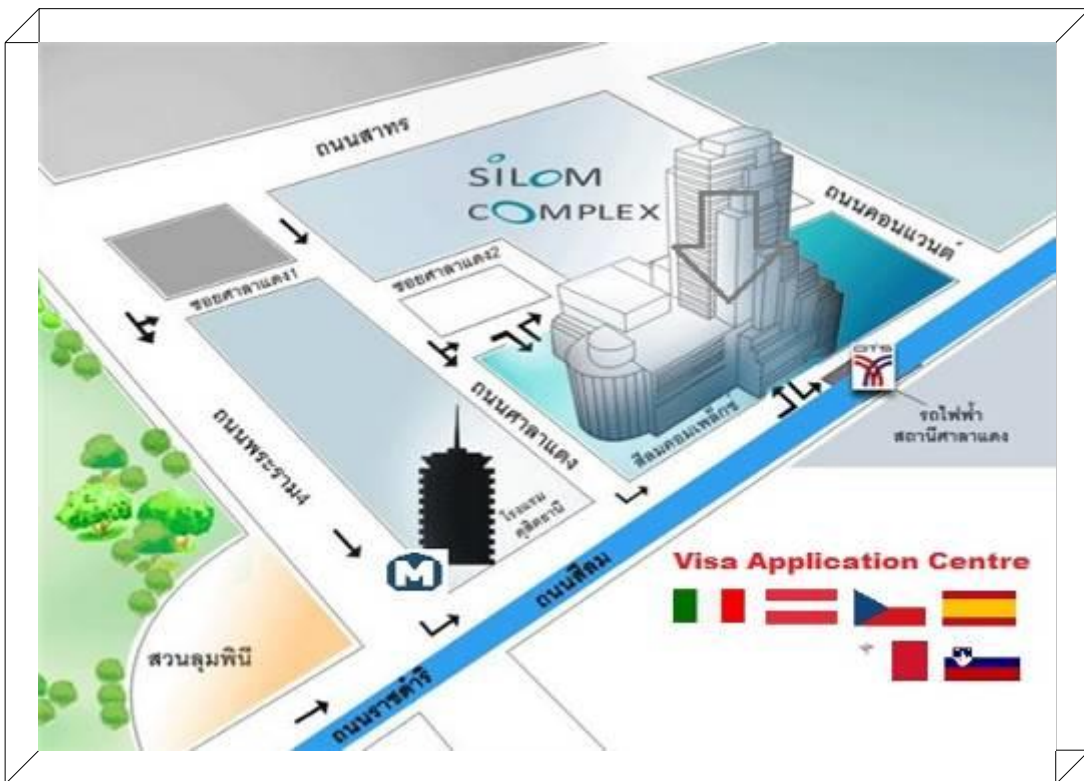 ถนนสาทร
SILOM
COMPLEX
ถนนคอนแวนต์
ซอยศาลาแดง1
ซอยศาลาแดง2
BTS
รถไฟฟ้า
สถานีศาลาแดง
ถนนศาลาแดง
สีลมคอมเพล็กซ์
ถนนพระราม4
โรงแรม
ดุสิตธานี
M
ถนนสีลม
Visa Application Centre
สวนลุมพินี
ถนนราชดำริ